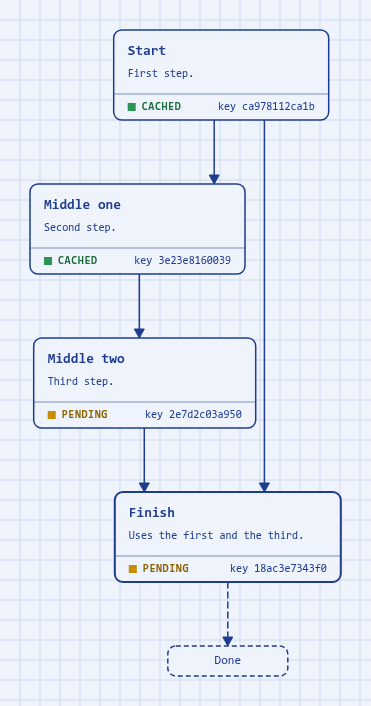 Start
First step.
CACHED key ca978112ca1b
Middle one
Second step.
CACHED key 3e23e8160039
Middle two
Third step.
PENDING key 2e7d2c03a950
Finish
Uses the first and the third.
PENDING key 18ac3e7343f0
Done